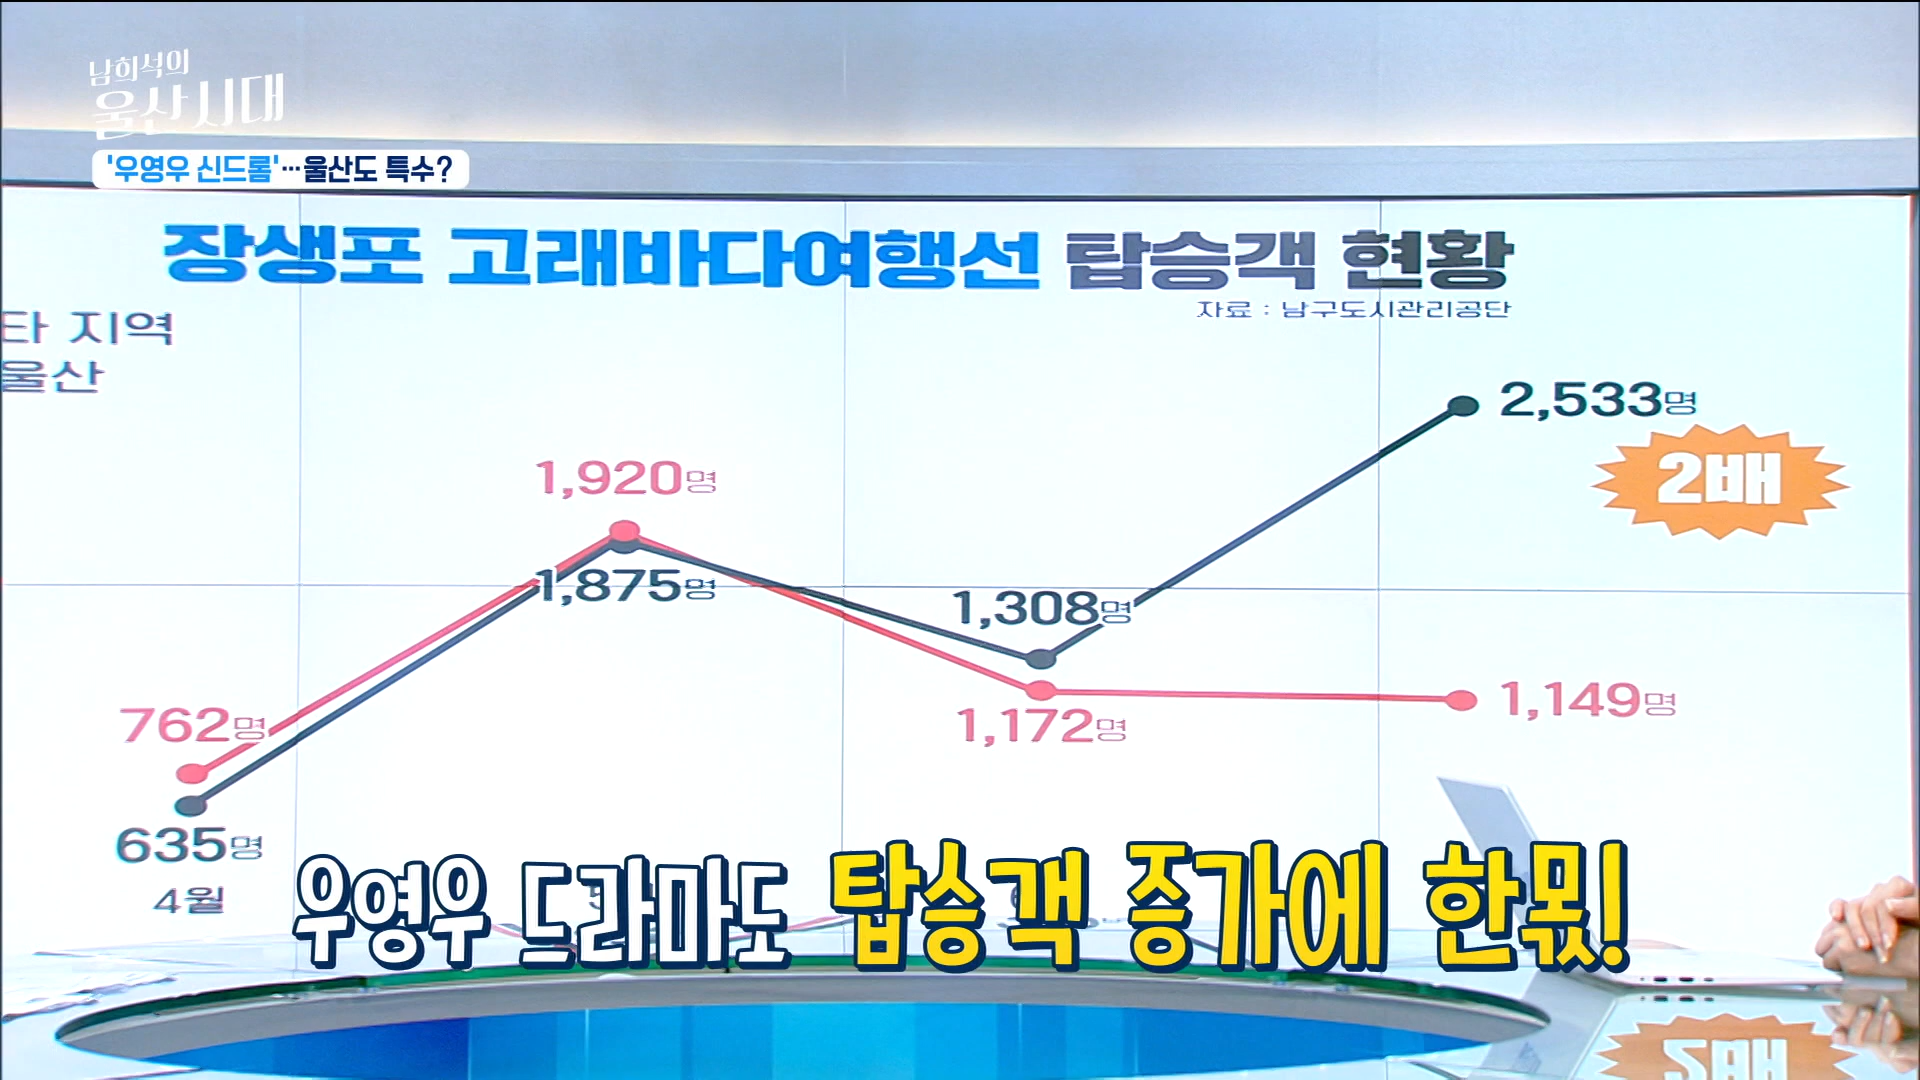 남희석의
울산시대
'우영우 신드롬'…울산도 특수?
장생포 고래바다여행선 탑승객 현황
자료 : 남구도시관리공단
타 지역
울산
2,533명
2배
1,920명
1,875명
1,308명
762명
1,172명
1,149명
635명
4월
우영우 드라마도 탑승객 증가에 한몫!
2배